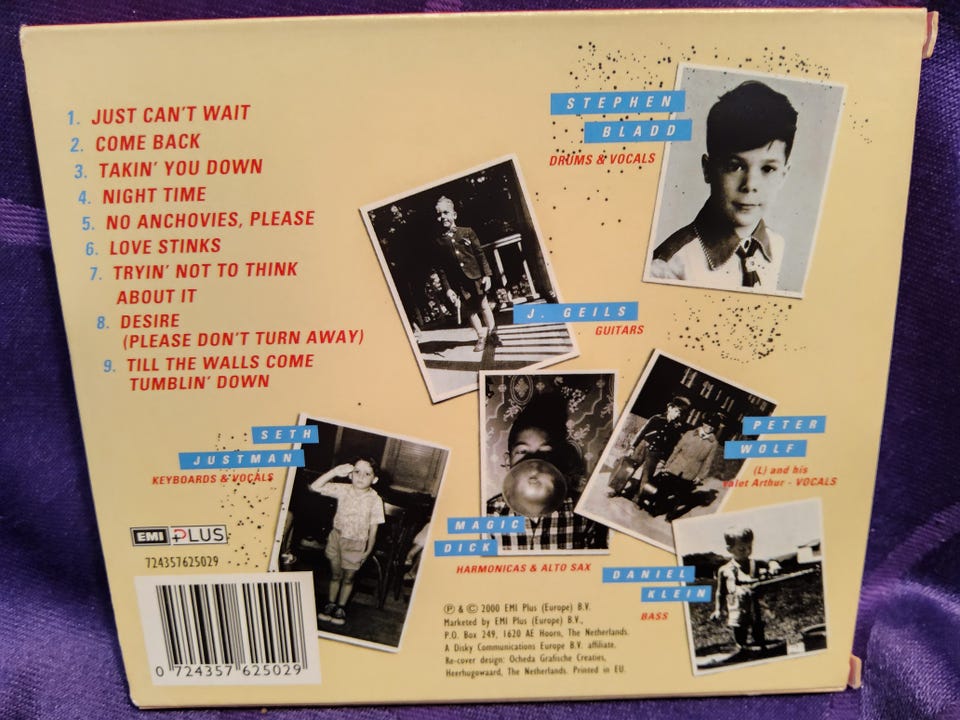 1. JUST CAN'T WAIT
2. COME BACK
3. TAKIN' YOU DOWN
4. NIGHT TIME
5. NO ANCHOVIES, PLEASE
6. LOVE STINKS
7. TRYIN' NOT TO THINK
ABOUT IT
8. DESIRE
(PLEASE DON'T TURN AWAY)
9. TILL THE WALLS COME
TUMBLIN' DOWN
STEPHEN
BLADD
DRUMS & VOCALS
J. GEILS
GUITARS
SETH
JUSTMAN
KEYBOARDS & VOCALS
PETER
WOLF
(L) and his
valet Arthur - VOCALS
MAGIC
DICK
HARMONICAS & ALTO SAX
DANIEL
KLEIN
BASS
EMI PLUS
724357625029
0 724357 625029
℗ & © 2000 EMI Plus (Europe) B.V.
Marketed by EMI Plus (Europe) B.V.,
P.O. Box 249, 1620 AE Hoorn, The Netherlands.
A Disky Communications Europe B.V. affiliate.
Re-cover design: Ocheda Grafische Creaties,
Heerhugowaard, The Netherlands. Printed in EU.